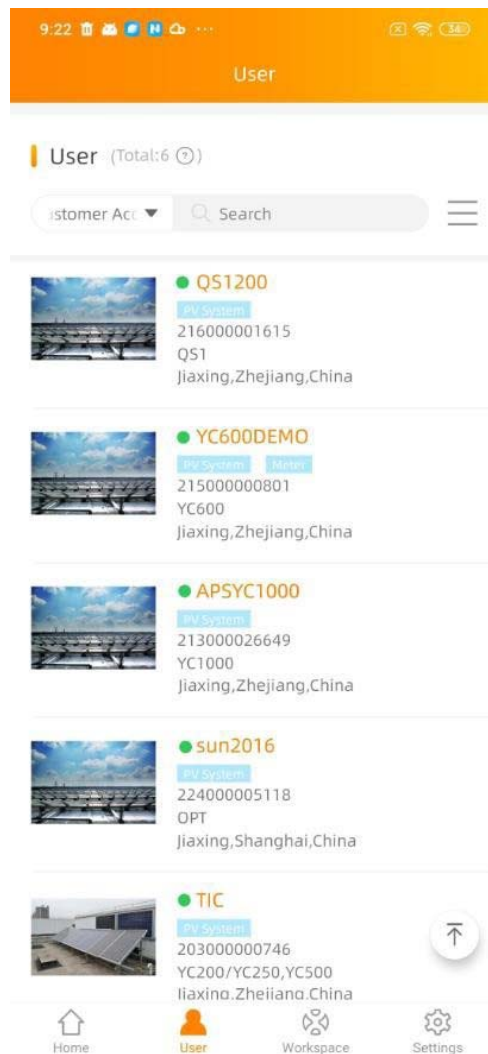 9:22
34
User
User (Total:6 ?)
stomer Acc ▼ Search
QS1200
PV System
216000001615
QS1
Jiaxing,Zhejiang,China
YC600DEMO
PV System Meter
215000000801
YC600
Jiaxing,Zhejiang,China
APSYC1000
PV System
213000026649
YC1000
Jiaxing,Zhejiang,China
sun2016
PV System
224000005118
OPT
Jiaxing,Shanghai,China
TIC
PV System
203000000746
YC200/YC250,YC500
Jiaxing,Zhejiang,China
Home User Workspace Settings